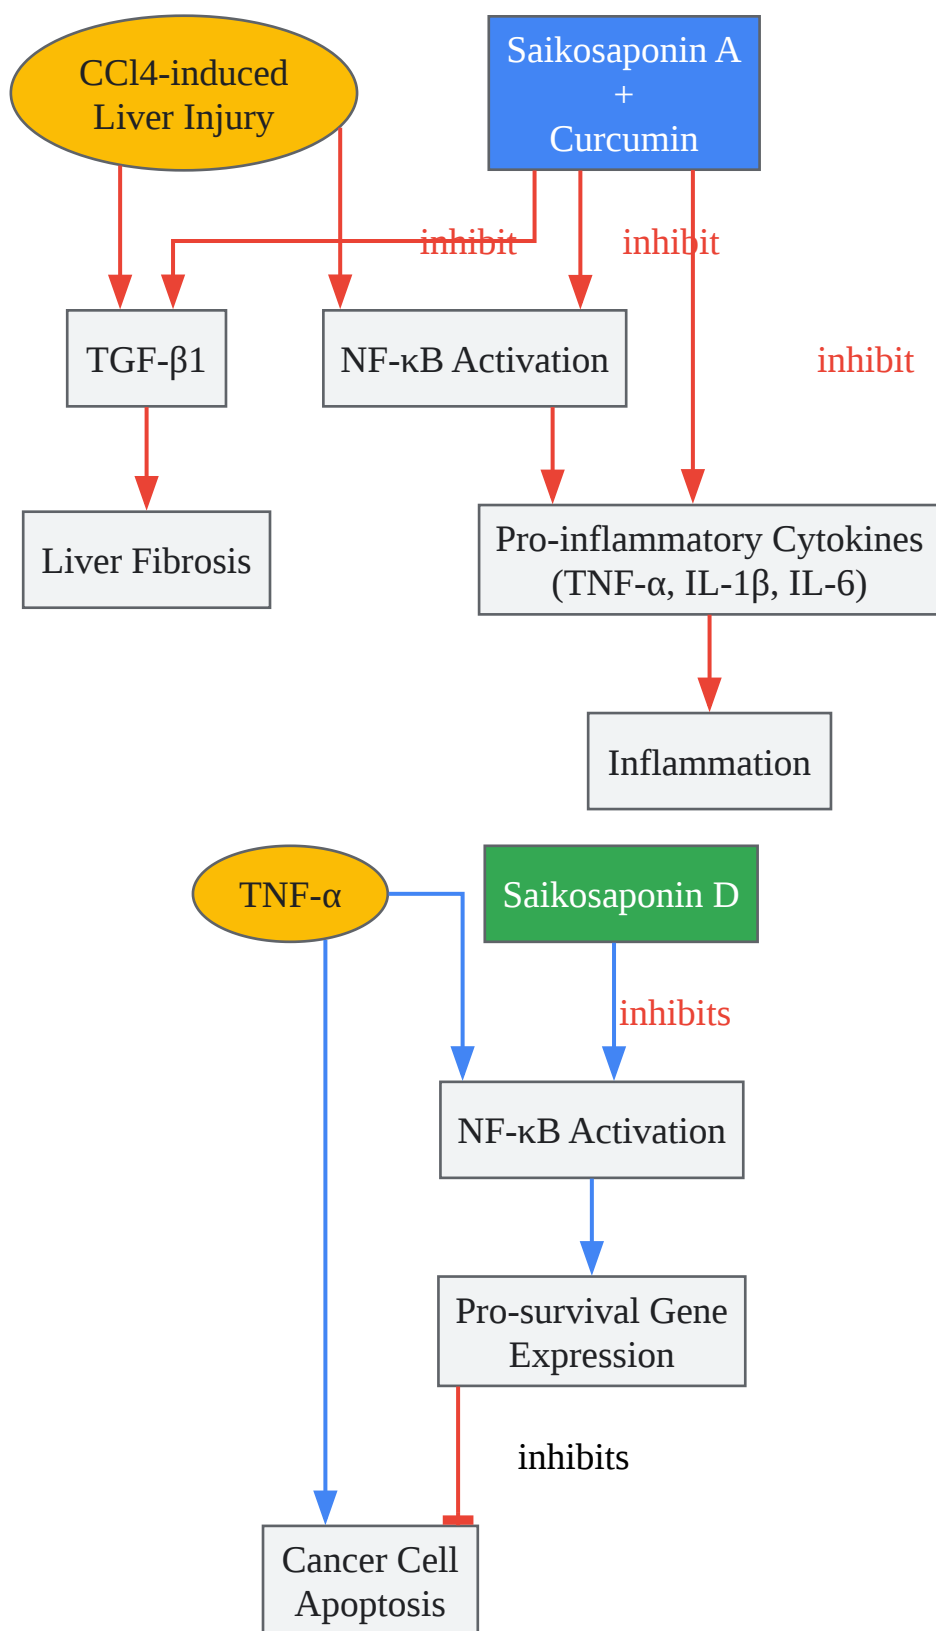 CCl4-induced
Liver Injury
Saikosaponin A
+
Curcumin
inhibit
inhibit
TGF-β1
NF-κB Activation
inhibit
Liver Fibrosis
Pro-inflammatory Cytokines
(TNF-α, IL-1β, IL-6)
Inflammation
TNF-α
Saikosaponin D
inhibits
NF-κB Activation
Pro-survival Gene
Expression
inhibits
Cancer Cell
Apoptosis